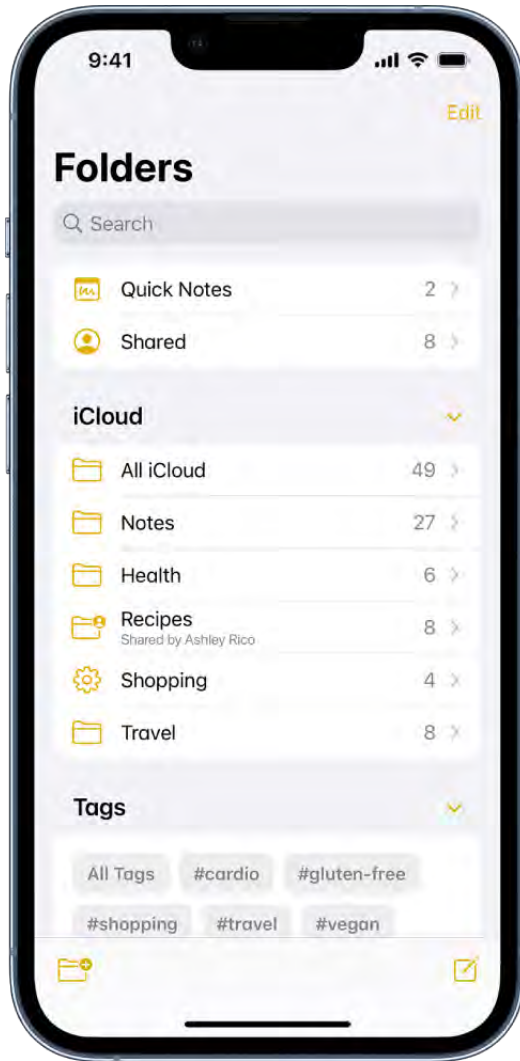 9:41
Edit
Folders
Search
Quick Notes 2
Shared 8
iCloud
All iCloud 49
Notes 27
Health 6
Recipes 8
Shared by Ashley Rico
Shopping 4
Travel 8
Tags
All Tags #cardio #gluten-free
#shopping #travel #vegan